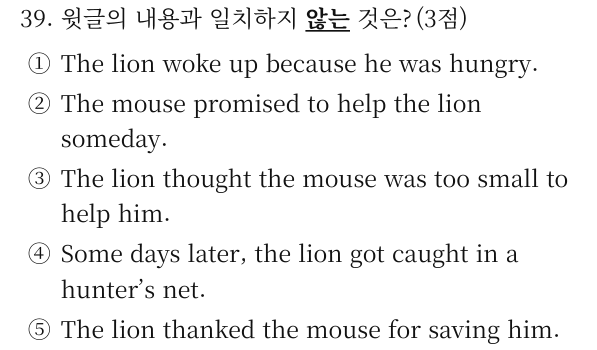 39. 윗글의 내용과 일치하지 않는 것은? (3점)
① The lion woke up because he was hungry.
② The mouse promised to help the lion
someday.
③ The lion thought the mouse was too small to
help him.
④ Some days later, the lion got caught in a
hunter’s net.
⑤ The lion thanked the mouse for saving him.